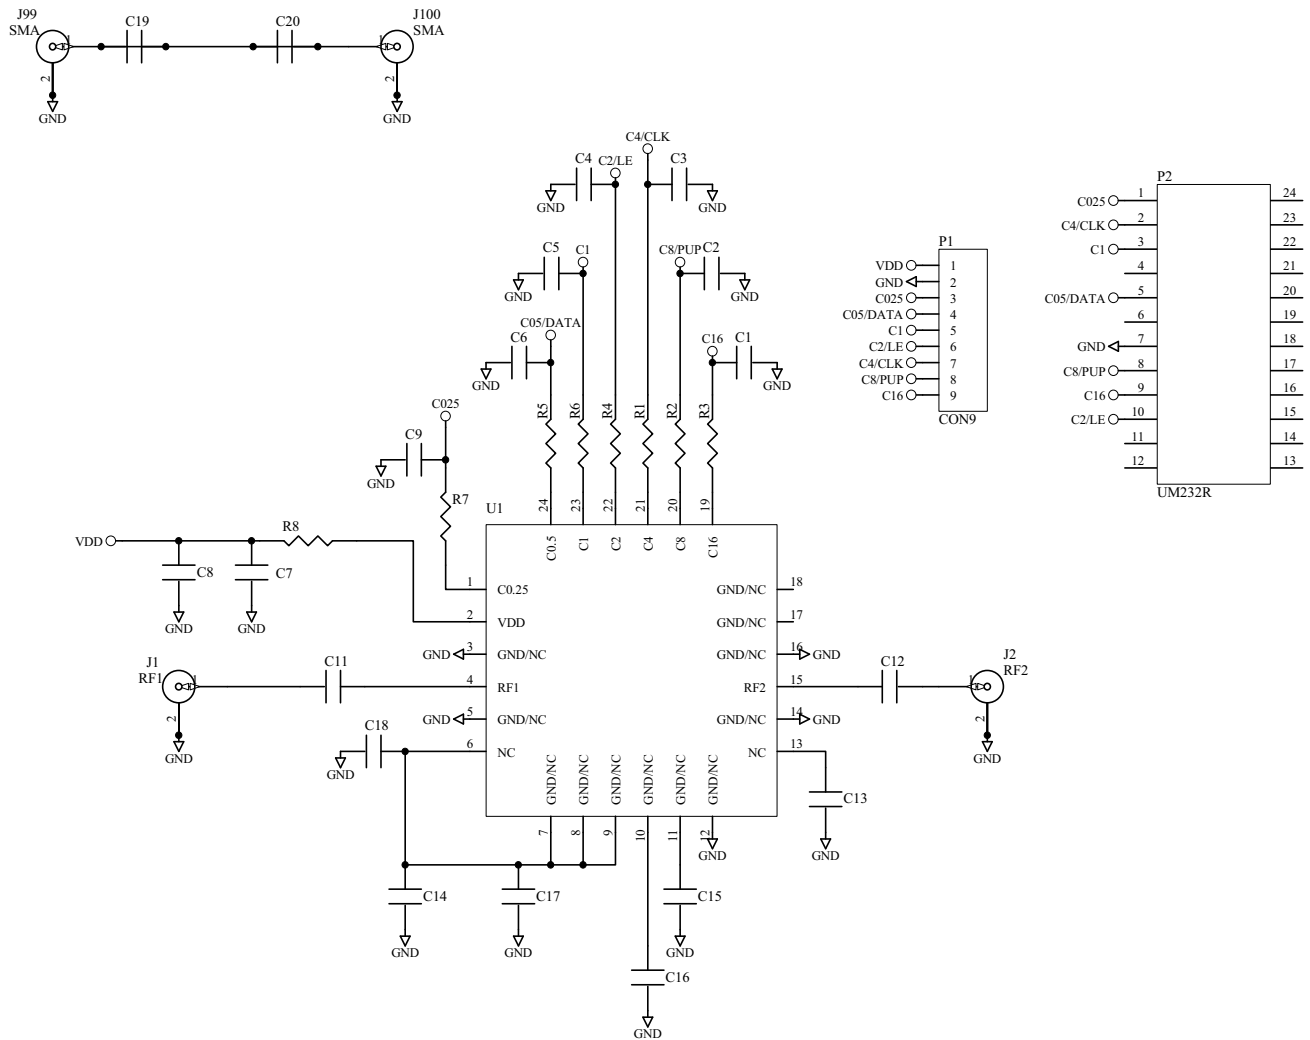 J99
SMA
1
2
GND
C19
C20
J100
SMA
1
2
GND
C4/CLK
C4
C2/LE
C3
GND
GND
C5
C1
C8/PUP
C2
GND
GND
C05/DATA
C6
C16
C1
GND
GND
C025
C9
GND
R7
R5
R6
R4
R1
R2
R3
P1
VDD 1
GND 2
C025 3
C05/DATA 4
C1 5
C2/LE 6
C4/CLK 7
C8/PUP 8
C16 9
CON9
P2
C025 1 24
C4/CLK 2 23
C1 3 22
4 21
C05/DATA 5 20
6 19
GND 7 18
C8/PUP 8 17
C16 9 16
C2/LE 10 15
11 14
12 13
UM232R
U1
24 23 22 21 20 19
C0.5 C1 C2 C4 C8 C16
VDD
R8
C8
C7
GND
GND
1 C0.25
2 VDD
GND 3 GND/NC
4 RF1
GND 5 GND/NC
6 NC
GND/NC 18
GND/NC 17
GND/NC 16 GND
RF2 15
GND/NC 14 GND
NC 13
GND/NC GND/NC GND/NC GND/NC GND/NC GND/NC
7 8 9 10 11 12
GND
J1
RF1
1
2
GND
C11
C18
GND
C12
J2
RF2
1
2
GND
C13
GND
C14
GND
C17
GND
C15
GND
C16
GND